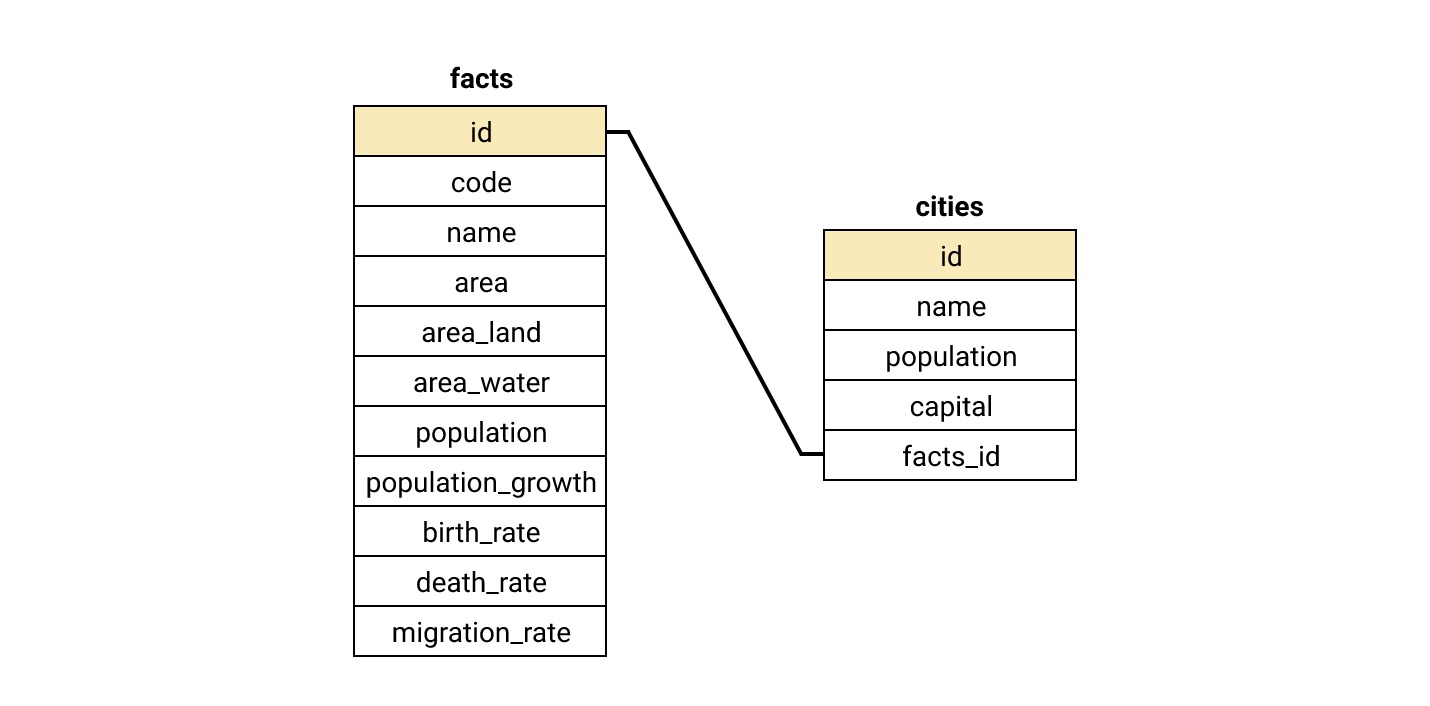 facts
id
code
name
area
area_land
area_water
population
population_growth
birth_rate
death_rate
migration_rate
cities
id
name
population
capital
facts_id